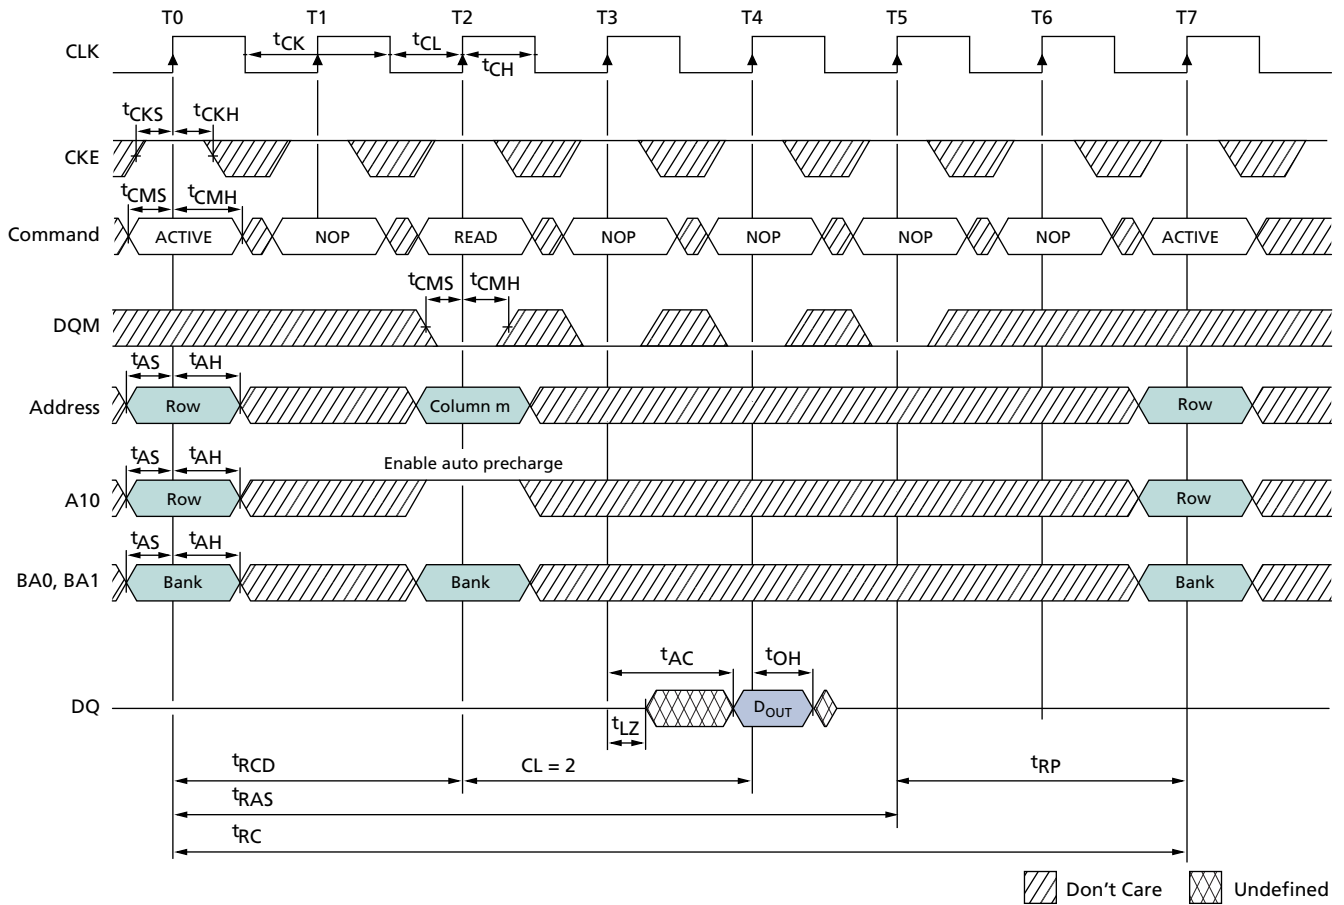 T0 T1 T2 T3 T4 T5 T6 T7
CLK tCK tCL
tCH
tCKS tCKH
CKE
tCMS tCMH
Command ACTIVE NOP READ NOP NOP NOP NOP ACTIVE
tCMS tCMH
DQM
tAS tAH
Address Row Column m Row
tAS tAH
Enable auto precharge
A10 Row Row
tAS tAH
BA0, BA1 Bank Bank Bank
tAC tOH
DQ DOUT
tLZ
tRCD CL = 2 tRP
tRAS
tRC
Don't Care Undefined